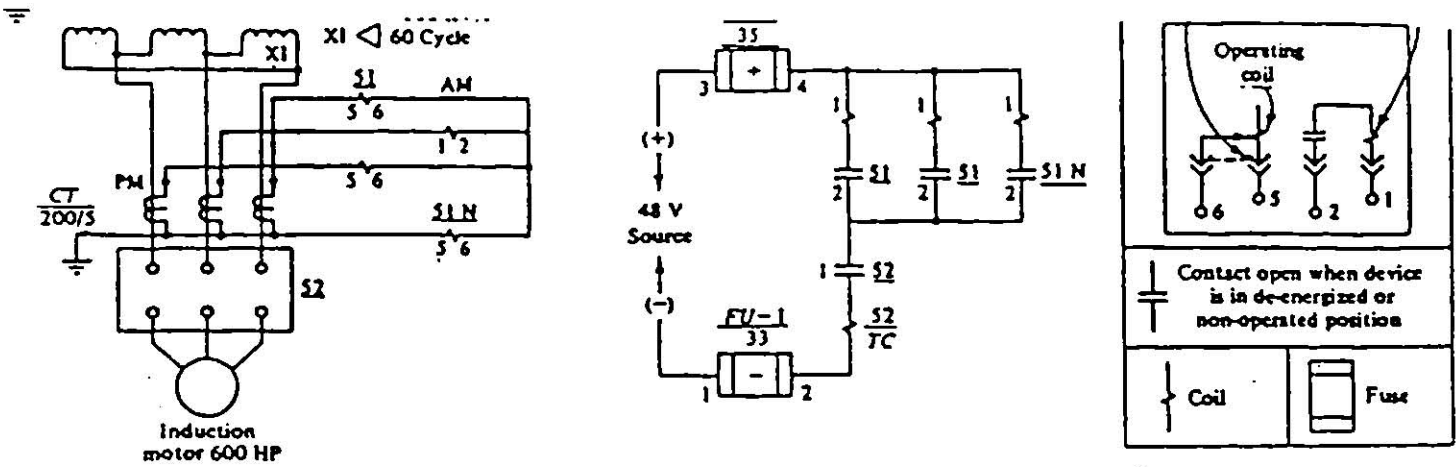 X1
X1 60 Cycle
51
5 6
AM
1 2
5 6
PM
CT
200/5
51 N
5 6
52
Induction
motor 600 HP
35
3 + 4
(+)
48 V
Source
(−)
FU-1
33
1 − 2
1 1 1
2 51 2 51 2 51 N
1 52
52
TC
Operating
coil
6 5 2 1
Contact open when device
is in de-energized or
non-operated position
Coil
Fuse